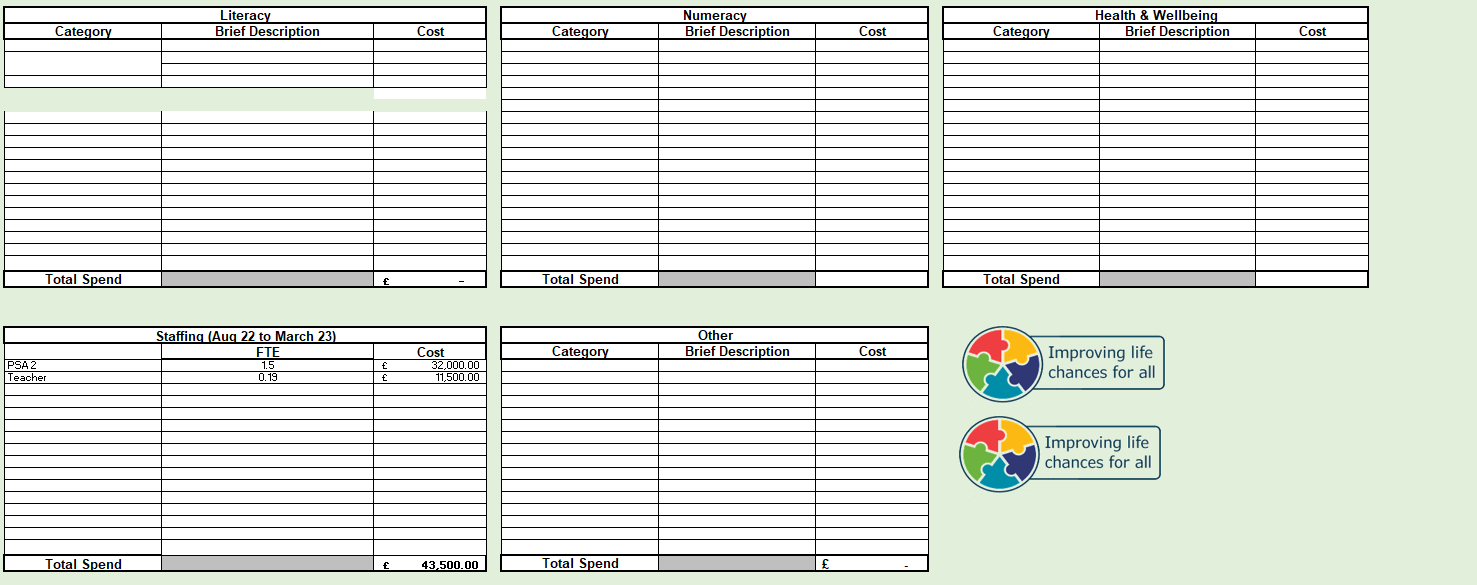 Literacy
Category Brief Description Cost
Total Spend £ -
Numeracy
Category Brief Description Cost
Total Spend
Health & Wellbeing
Category Brief Description Cost
Total Spend
Staffing (Aug 22 to March 23)
FTE Cost
PSA 2 1.5 £ 32,000.00
Teacher 0.19 £ 11,500.00
Total Spend £ 43,500.00
Other
Category Brief Description Cost
Total Spend £ -
Improving life
chances for all
Improving life
chances for all